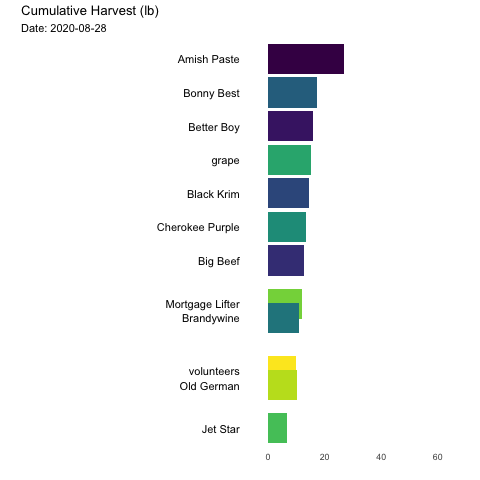 Cumulative Harvest (lb)
Date: 2020-08-28
Amish Paste
Bonny Best
Better Boy
grape
Black Krim
Cherokee Purple
Big Beef
Mortgage Lifter
Brandywine
volunteers
Old German
Jet Star
0 20 40 60